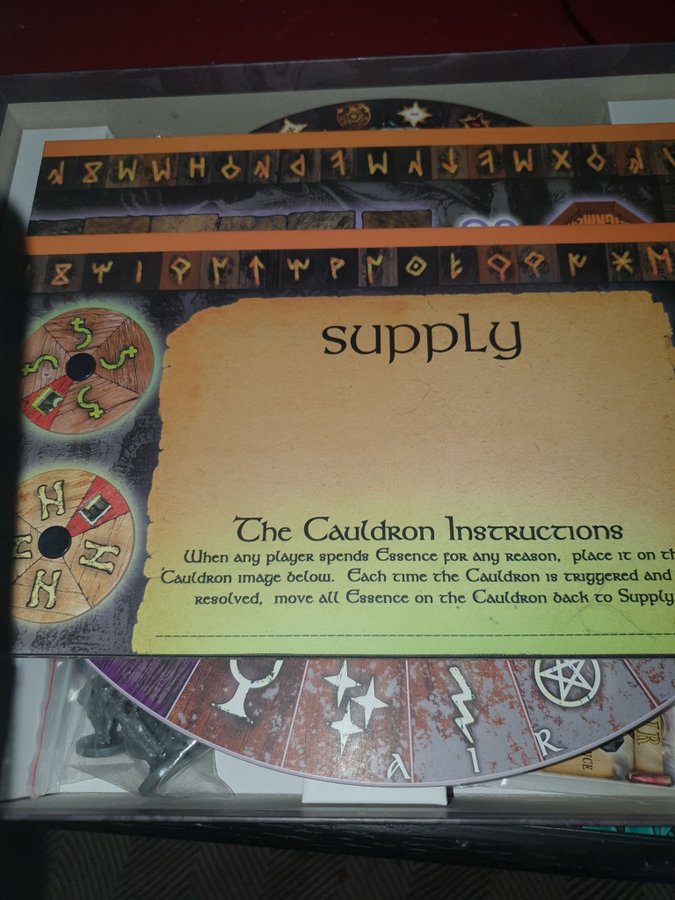 supply
The Cauldron Instructions
When any player spends Essence for any reason, place it on th
Cauldron image below. Each time the Cauldron is triggered and
resolved, move all Essence on the Cauldron back to Supply
A I R